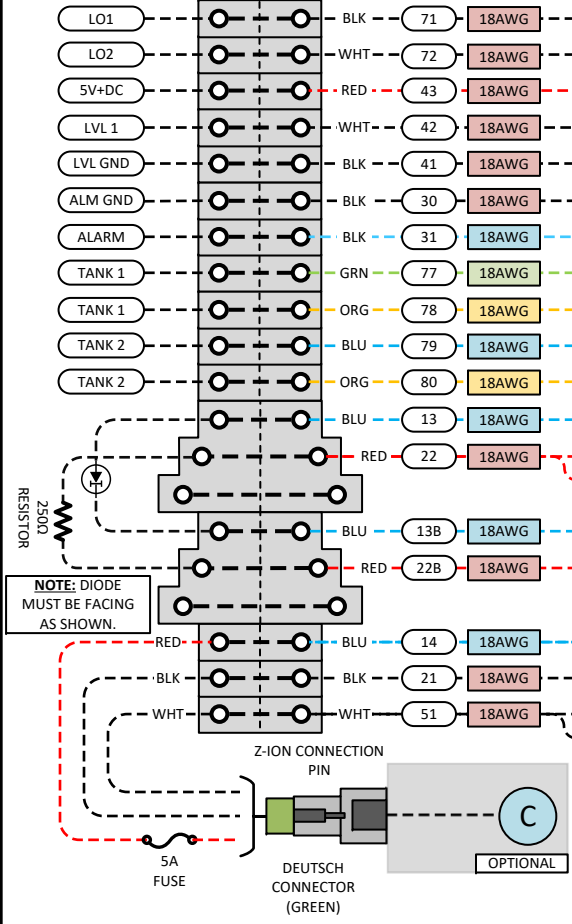 LO1 BLK 71 18AWG
LO2 WHT 72 18AWG
5V+DC RED 43 18AWG
LVL 1 WHT 42 18AWG
LVL GND BLK 41 18AWG
ALM GND BLK 30 18AWG
ALARM BLK 31 18AWG
TANK 1 GRN 77 18AWG
TANK 1 ORG 78 18AWG
TANK 2 BLU 79 18AWG
TANK 2 ORG 80 18AWG
BLU 13 18AWG
RED 22 18AWG
250Ω
RESISTOR
BLU 13B 18AWG
RED 22B 18AWG
NOTE: DIODE
MUST BE FACING
AS SHOWN.
RED BLU 14 18AWG
BLK BLK 21 18AWG
WHT WHT 51 18AWG
Z-ION CONNECTION
PIN
C
OPTIONAL
5A
FUSE
DEUTSCH
CONNECTOR
(GREEN)